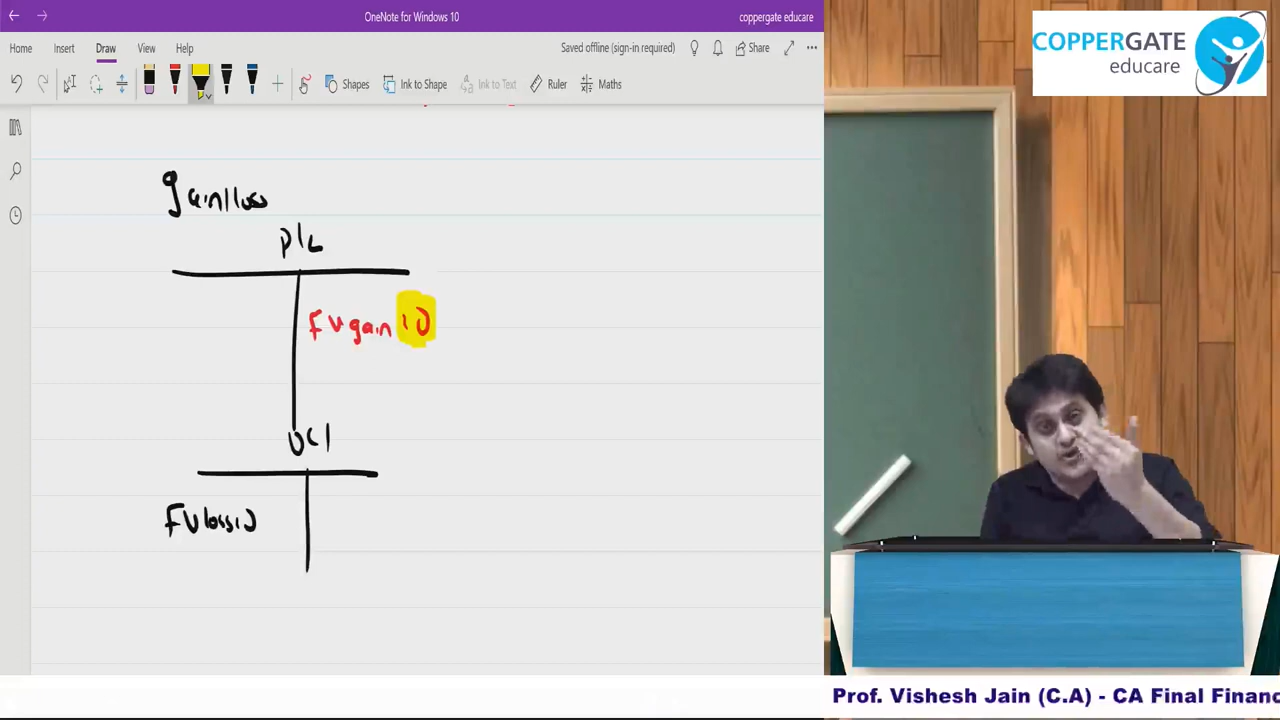 OneNote for Windows 10
coppergate educare
Home Insert Draw View Help
Saved offline (sign-in required) Share
Shapes Ink to Shape Ink to Text Ruler Maths
COPPERGATE
educare
gain/loss
P/L
FV gain 10
OCI
FV loss 10
Prof. Vishesh Jain (C.A) - CA Final Financ